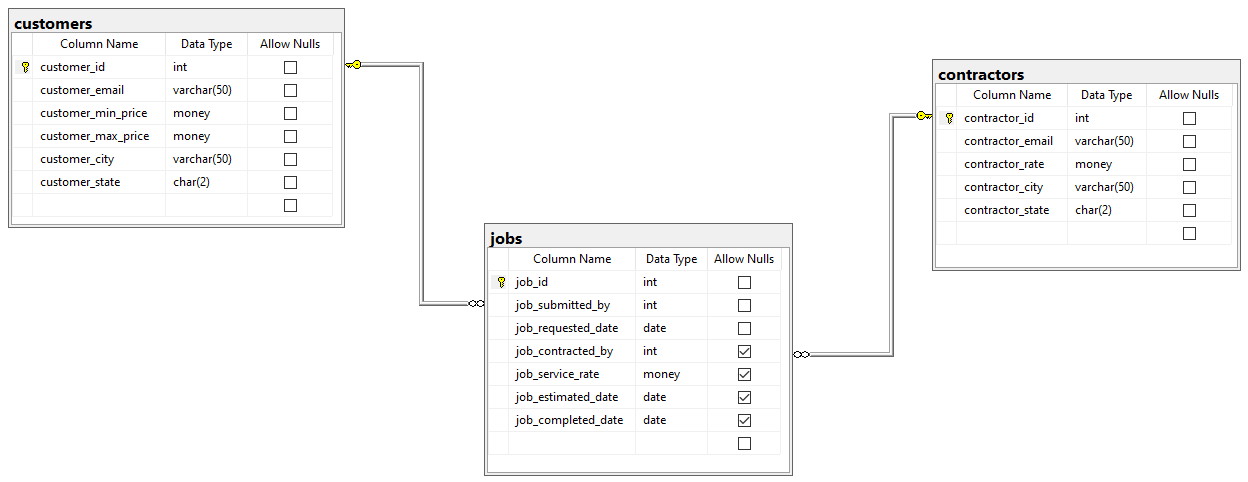 customers
Column Name Data Type Allow Nulls
customer_id int
customer_email varchar(50)
customer_min_price money
customer_max_price money
customer_city varchar(50)
customer_state char(2)
contractors
Column Name Data Type Allow Nulls
contractor_id int
contractor_email varchar(50)
contractor_rate money
contractor_city varchar(50)
contractor_state char(2)
jobs
Column Name Data Type Allow Nulls
job_id int
job_submitted_by int
job_requested_date date
job_contracted_by int
job_service_rate money
job_estimated_date date
job_completed_date date